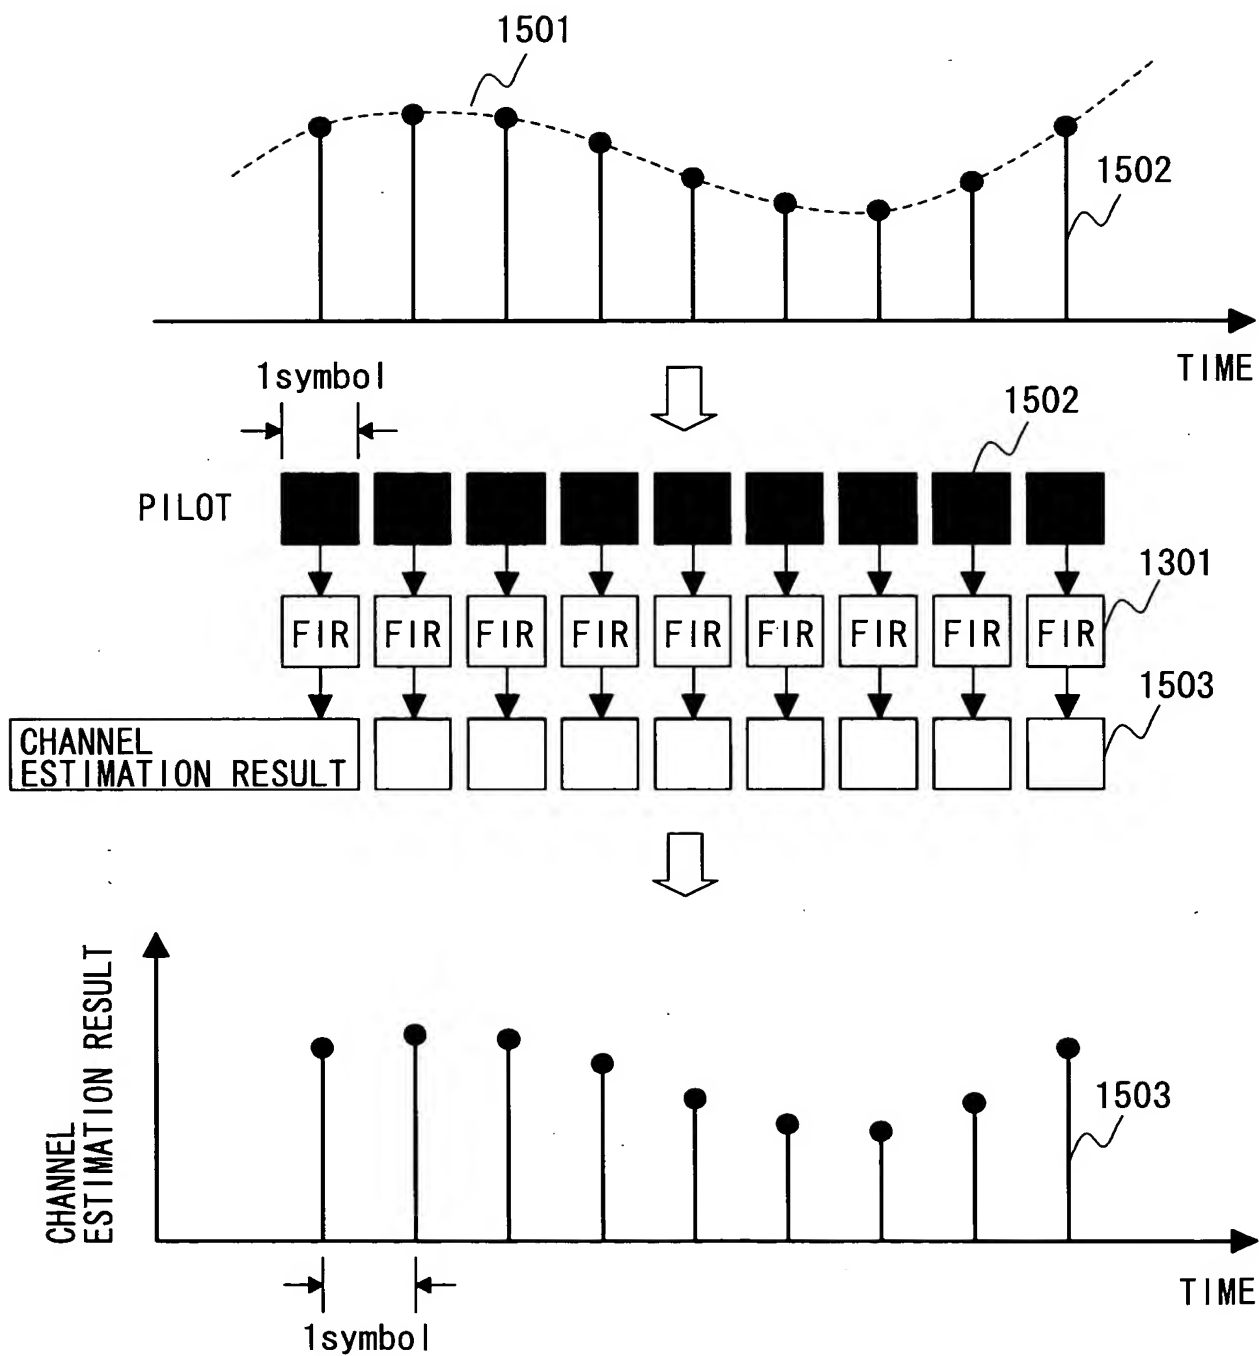 1501
1502
TIME
1symbol
1502
PILOT
1301
FIR FIR FIR FIR FIR FIR FIR FIR FIR
1503
CHANNEL
ESTIMATION RESULT
CHANNEL
ESTIMATION RESULT
1503
TIME
1symbol